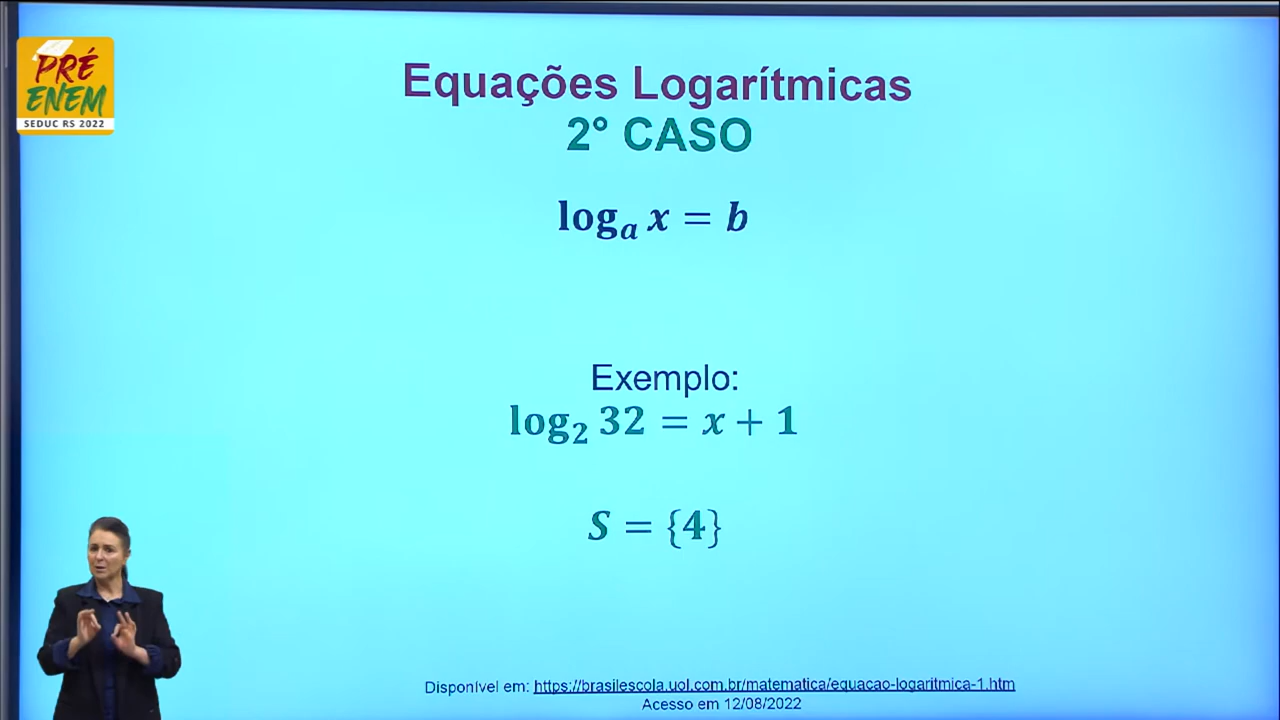 PRÉ
ENEM
SEDUC RS 2022
Equações Logarítmicas
2° CASO
logₐ x = b
Exemplo:
log₂ 32 = x + 1
S = {4}
Disponível em: https://brasilescola.uol.com.br/matematica/equacao-logaritmica-1.htm
Acesso em 12/08/2022